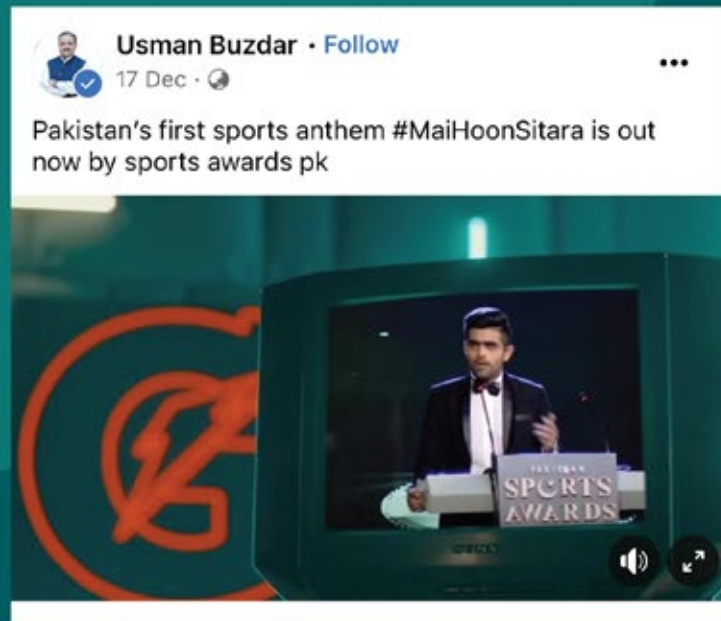 Usman Buzdar · Follow
17 Dec ·
Pakistan's first sports anthem #MaiHoonSitara is out
now by sports awards pk
PAKISTAN
SPORTS
AWARDS